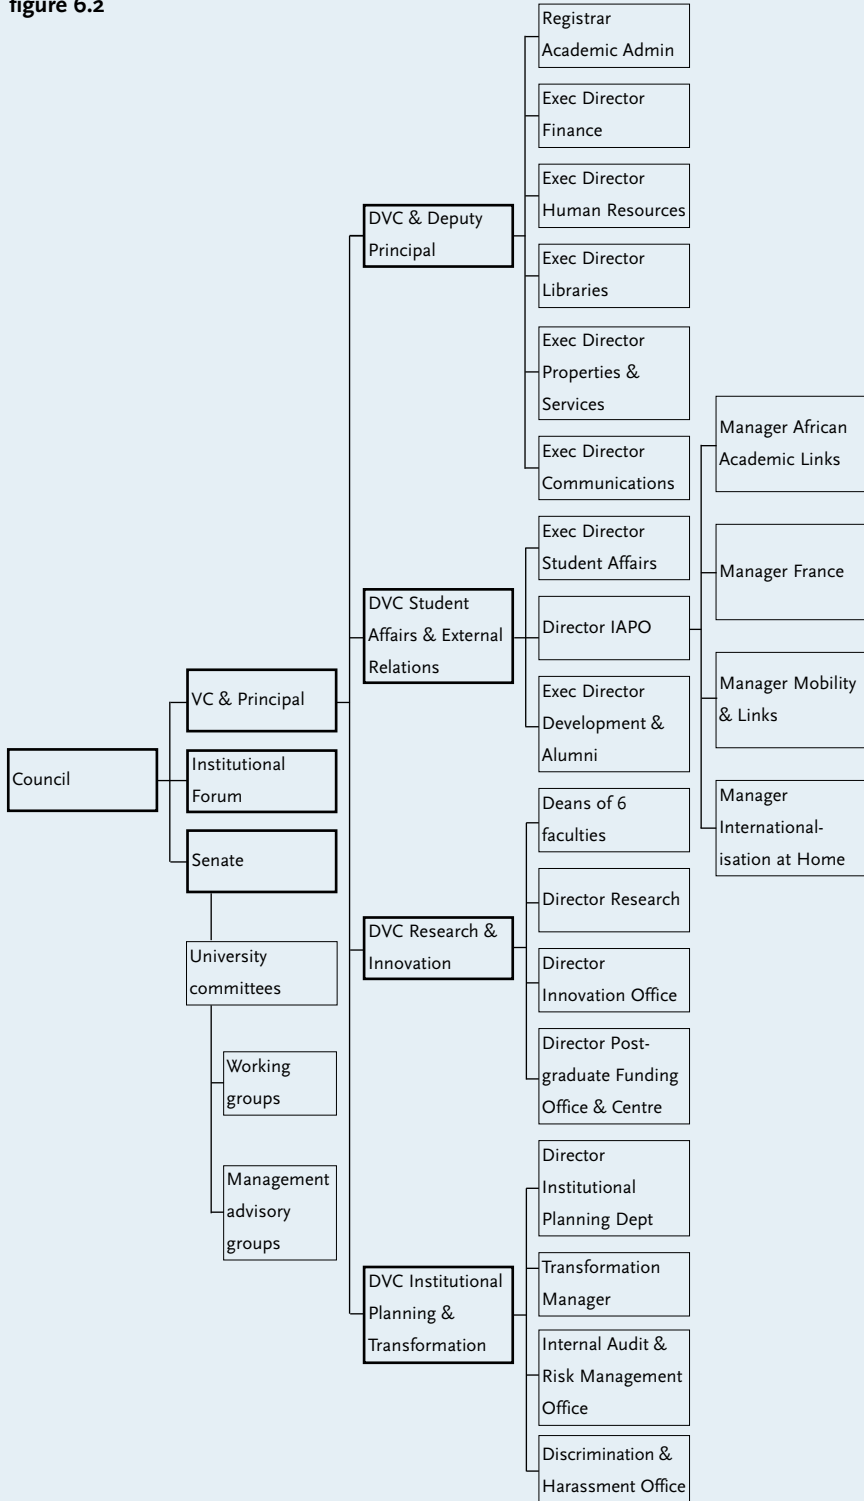 figure 6.2
Council
VC & Principal
Institutional
Forum
Senate
University
committees
Working
groups
Management
advisory
groups
DVC & Deputy
Principal
Registrar
Academic Admin
Exec Director
Finance
Exec Director
Human Resources
Exec Director
Libraries
Exec Director
Properties &
Services
Exec Director
Communications
DVC Student
Affairs & External
Relations
Exec Director
Student Affairs
Director IAPO
Exec Director
Development &
Alumni
Manager African
Academic Links
Manager France
Manager Mobility
& Links
Manager
International-
isation at Home
DVC Research &
Innovation
Deans of 6
faculties
Director Research
Director
Innovation Office
Director Post-
graduate Funding
Office & Centre
DVC Institutional
Planning &
Transformation
Director
Institutional
Planning Dept
Transformation
Manager
Internal Audit &
Risk Management
Office
Discrimination &
Harassment Office